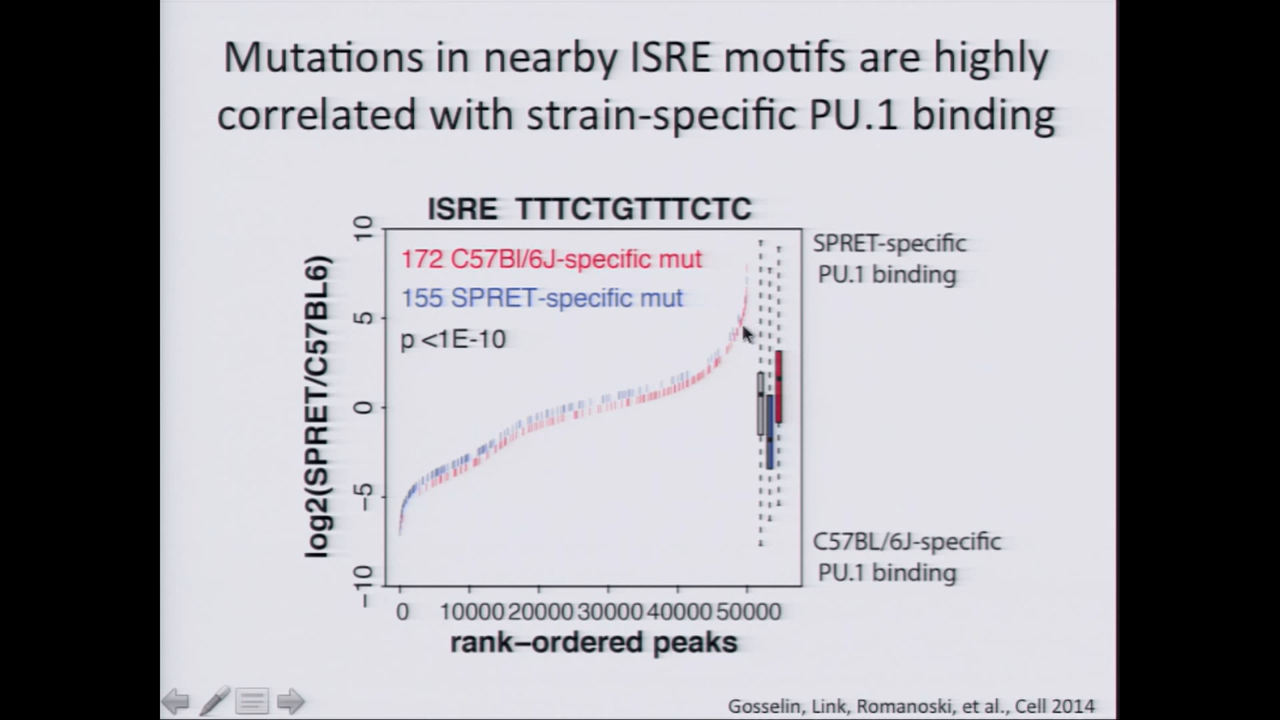 Mutations in nearby ISRE motifs are highly
correlated with strain-specific PU.1 binding
ISRE TTTCTGTTTCTC
172 C57Bl/6J-specific mut
155 SPRET-specific mut
p <1E-10
SPRET-specific
PU.1 binding
C57BL/6J-specific
PU.1 binding
log2(SPRET/C57BL6)
10
5
0
−5
−10
0 10000 20000 30000 40000 50000
rank−ordered peaks
Gosselin, Link, Romanoski, et al., Cell 2014